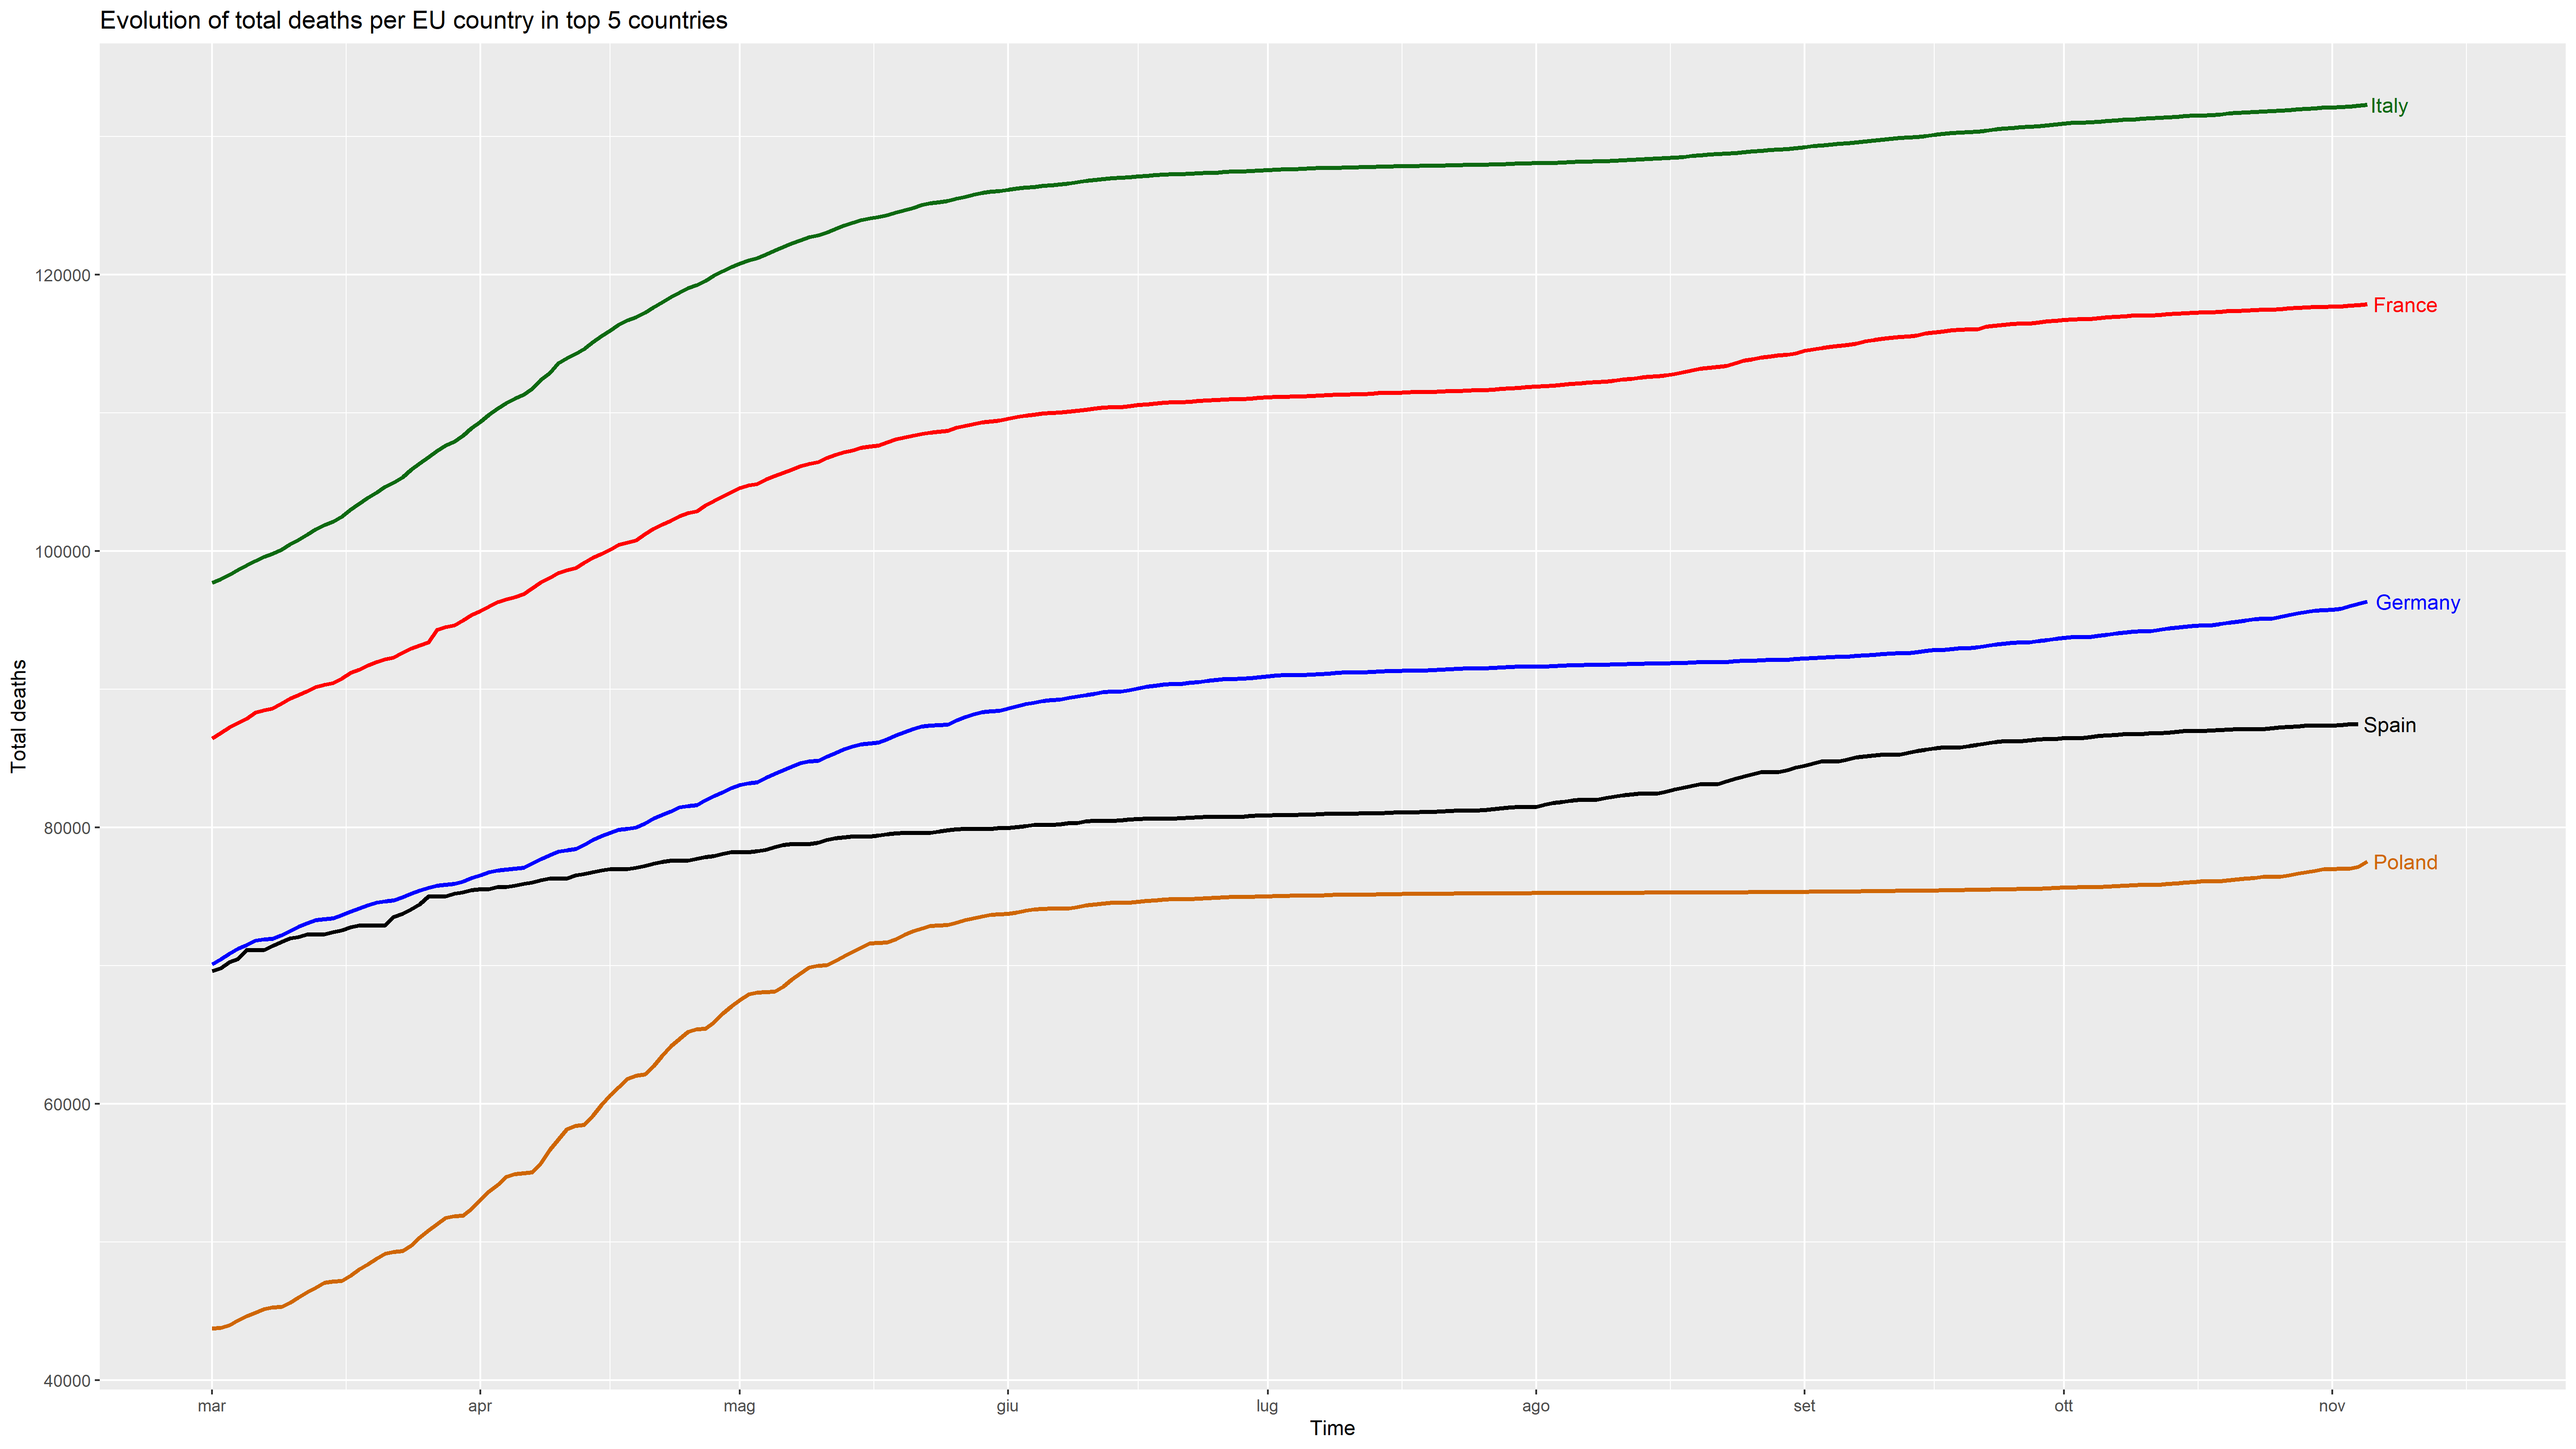 Evolution of total deaths per EU country in top 5 countries
Italy
120000
France
100000
Germany
Spain
80000
Poland
60000
40000
Total deaths
mar apr mag giu lug ago set ott nov
Time